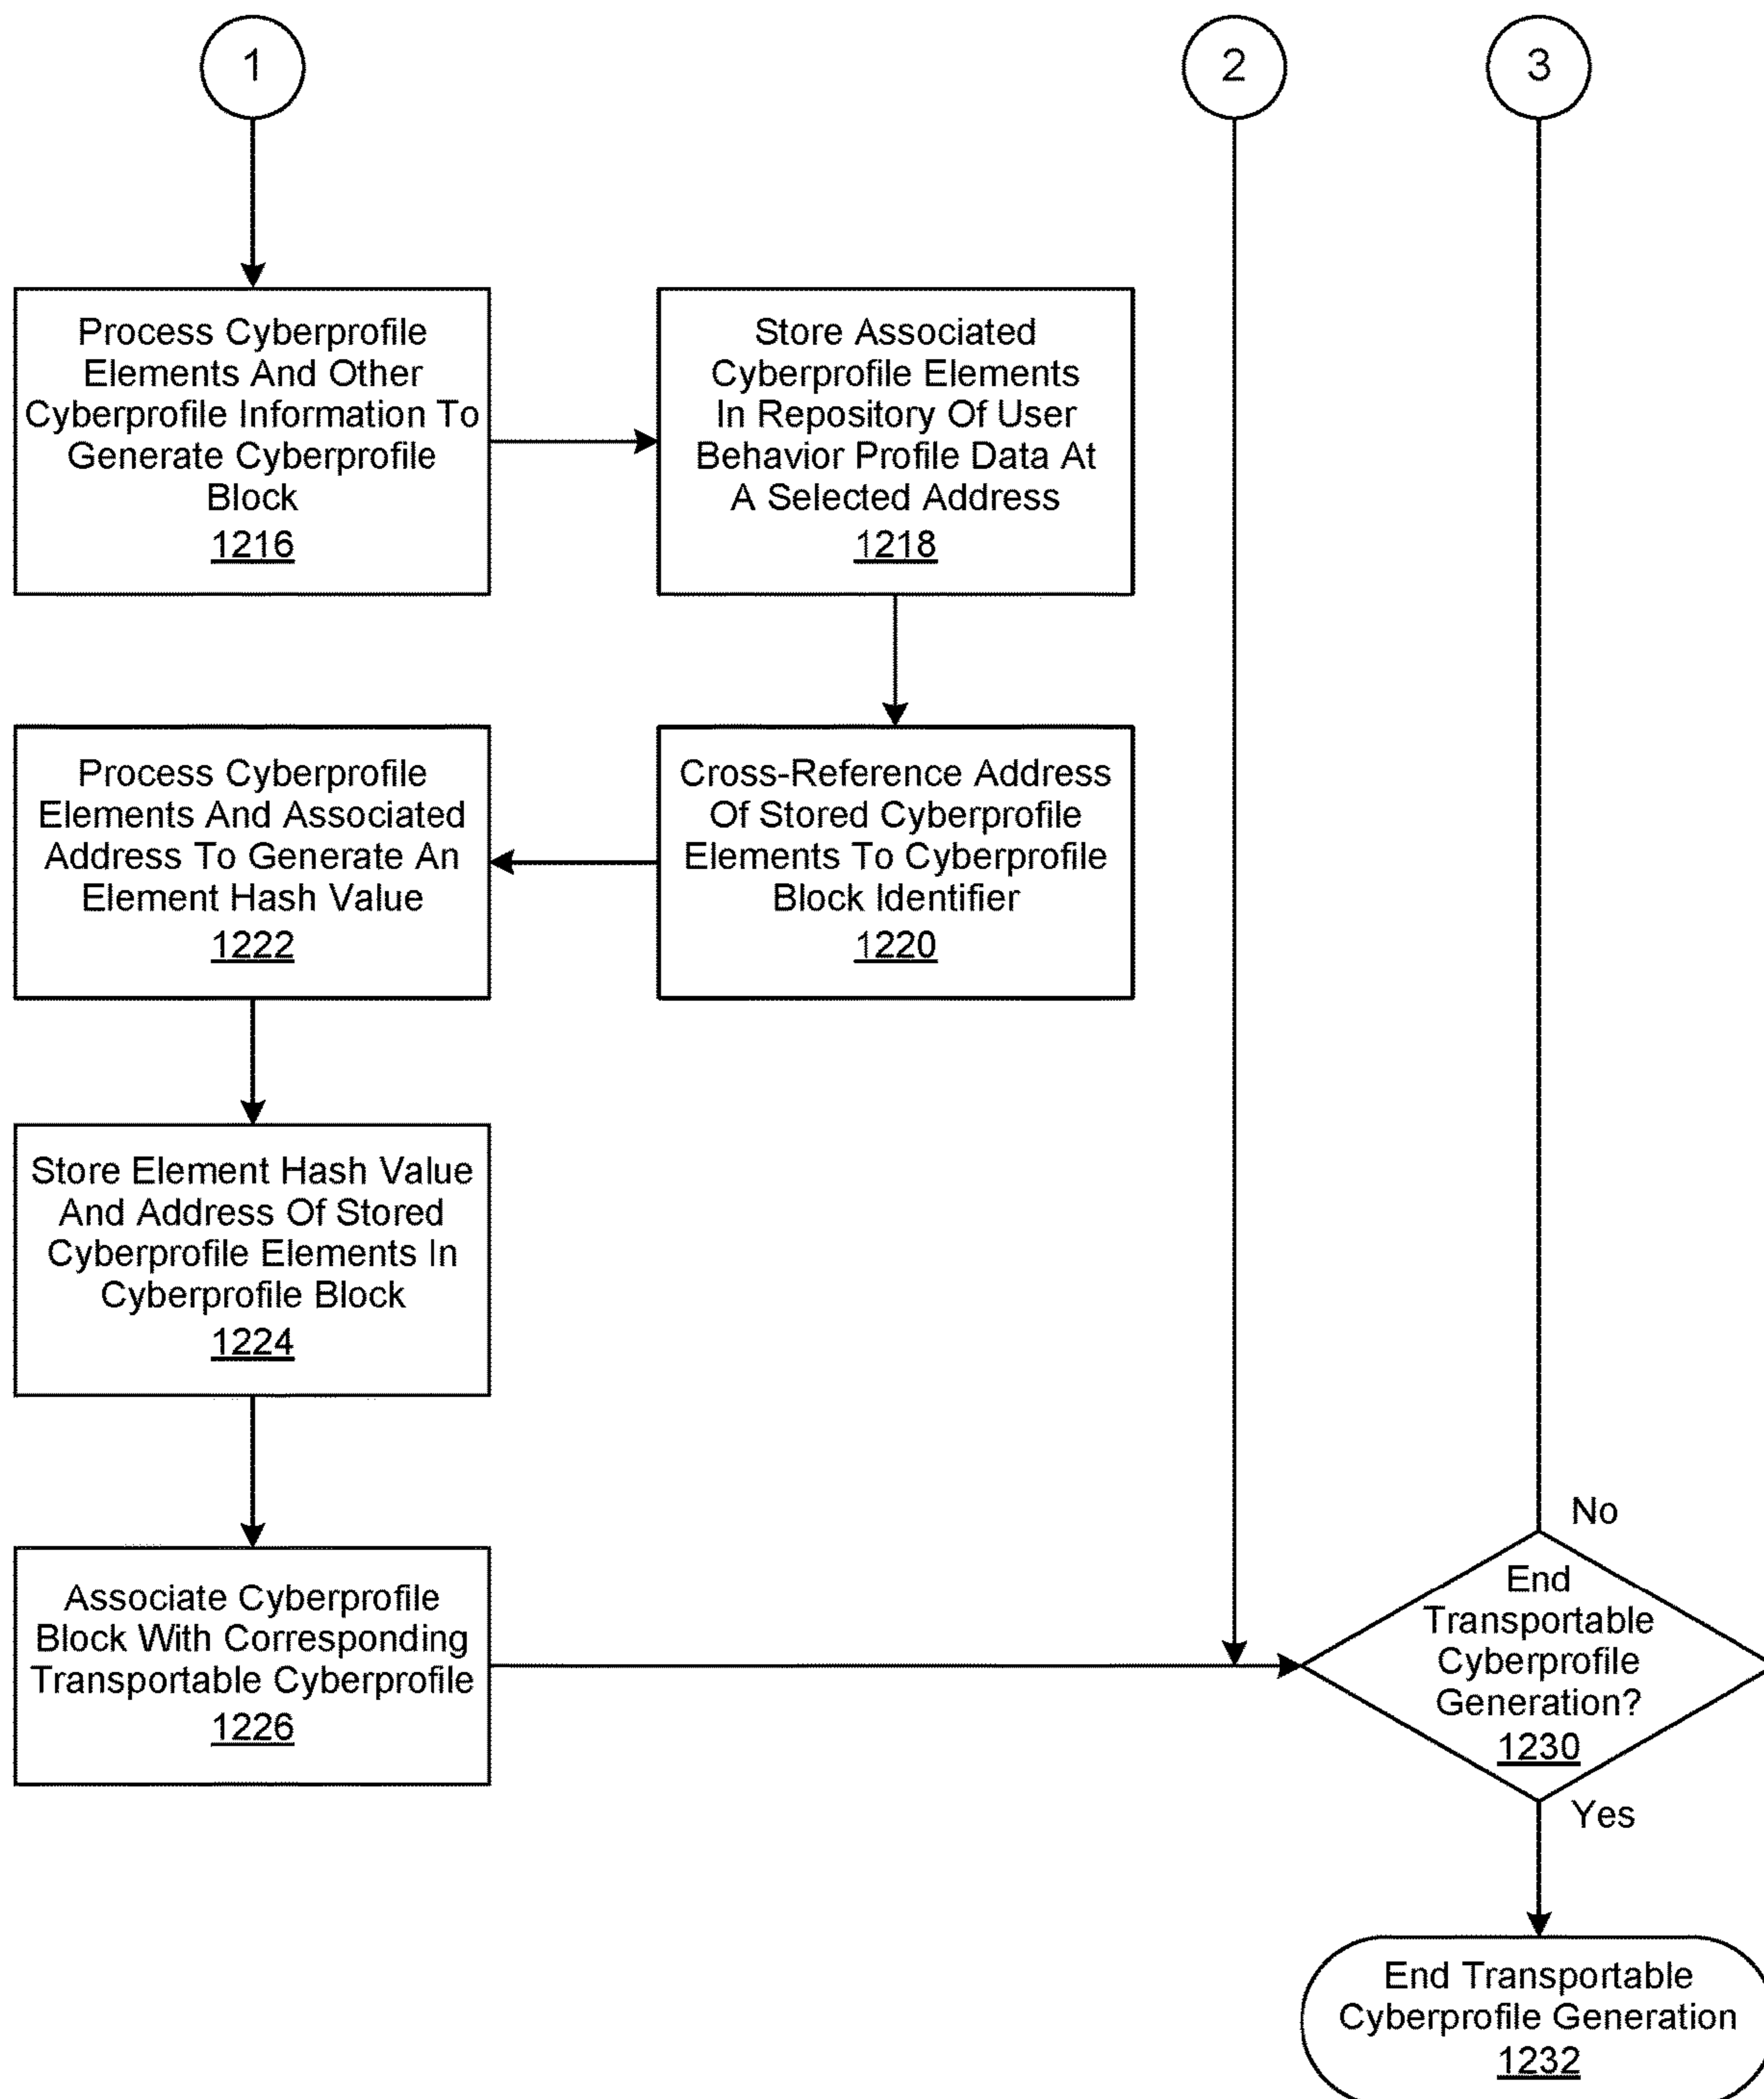 1
2
3
Process Cyberprofile
Elements And Other
Cyberprofile Information To
Generate Cyberprofile
Block
1216
Store Associated
Cyberprofile Elements
In Repository Of User
Behavior Profile Data At
A Selected Address
1218
Cross-Reference Address
Of Stored Cyberprofile
Elements To Cyberprofile
Block Identifier
1220
Process Cyberprofile
Elements And Associated
Address To Generate An
Element Hash Value
1222
Store Element Hash Value
And Address Of Stored
Cyberprofile Elements In
Cyberprofile Block
1224
Associate Cyberprofile
Block With Corresponding
Transportable Cyberprofile
1226
No
End
Transportable
Cyberprofile
Generation?
1230
Yes
End Transportable
Cyberprofile Generation
1232